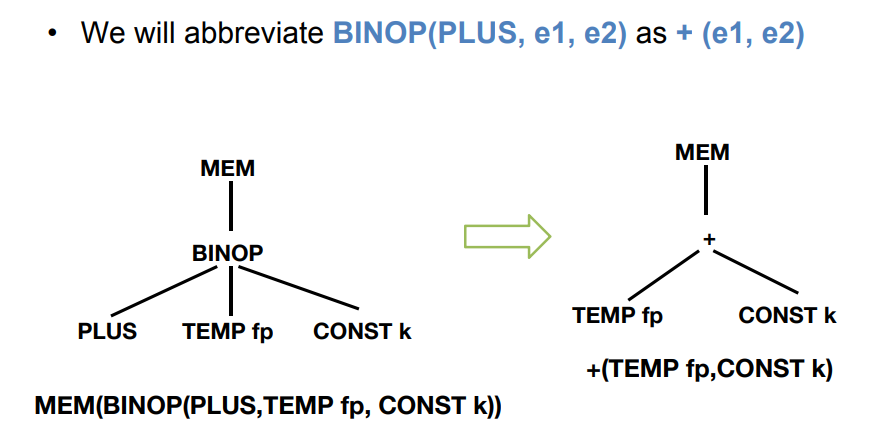 • We will abbreviate BINOP(PLUS, e1, e2) as + (e1, e2)
MEM
BINOP
PLUS TEMP fp CONST k
MEM(BINOP(PLUS,TEMP fp, CONST k))
MEM
+
TEMP fp CONST k
+(TEMP fp,CONST k)